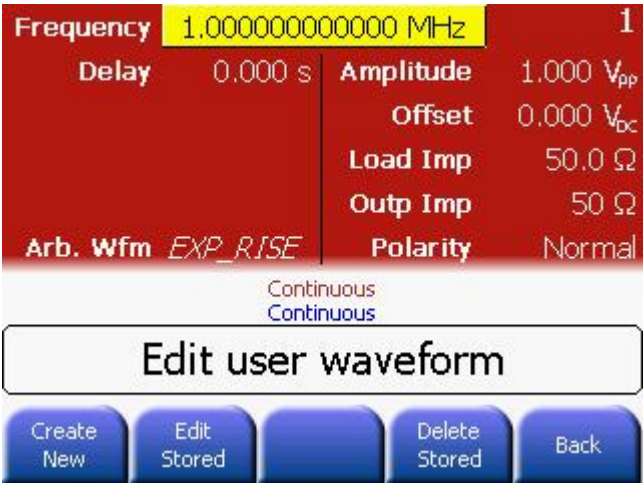 Frequency 1.000000000000 MHz 1
Delay 0.000 s Amplitude 1.000 Vpp
Offset 0.000 VDC
Load Imp 50.0 Ω
Outp Imp 50 Ω
Arb. Wfm EXP_RISE Polarity Normal
Continuous
Continuous
Edit user waveform
Create New Edit Stored Delete Stored Back